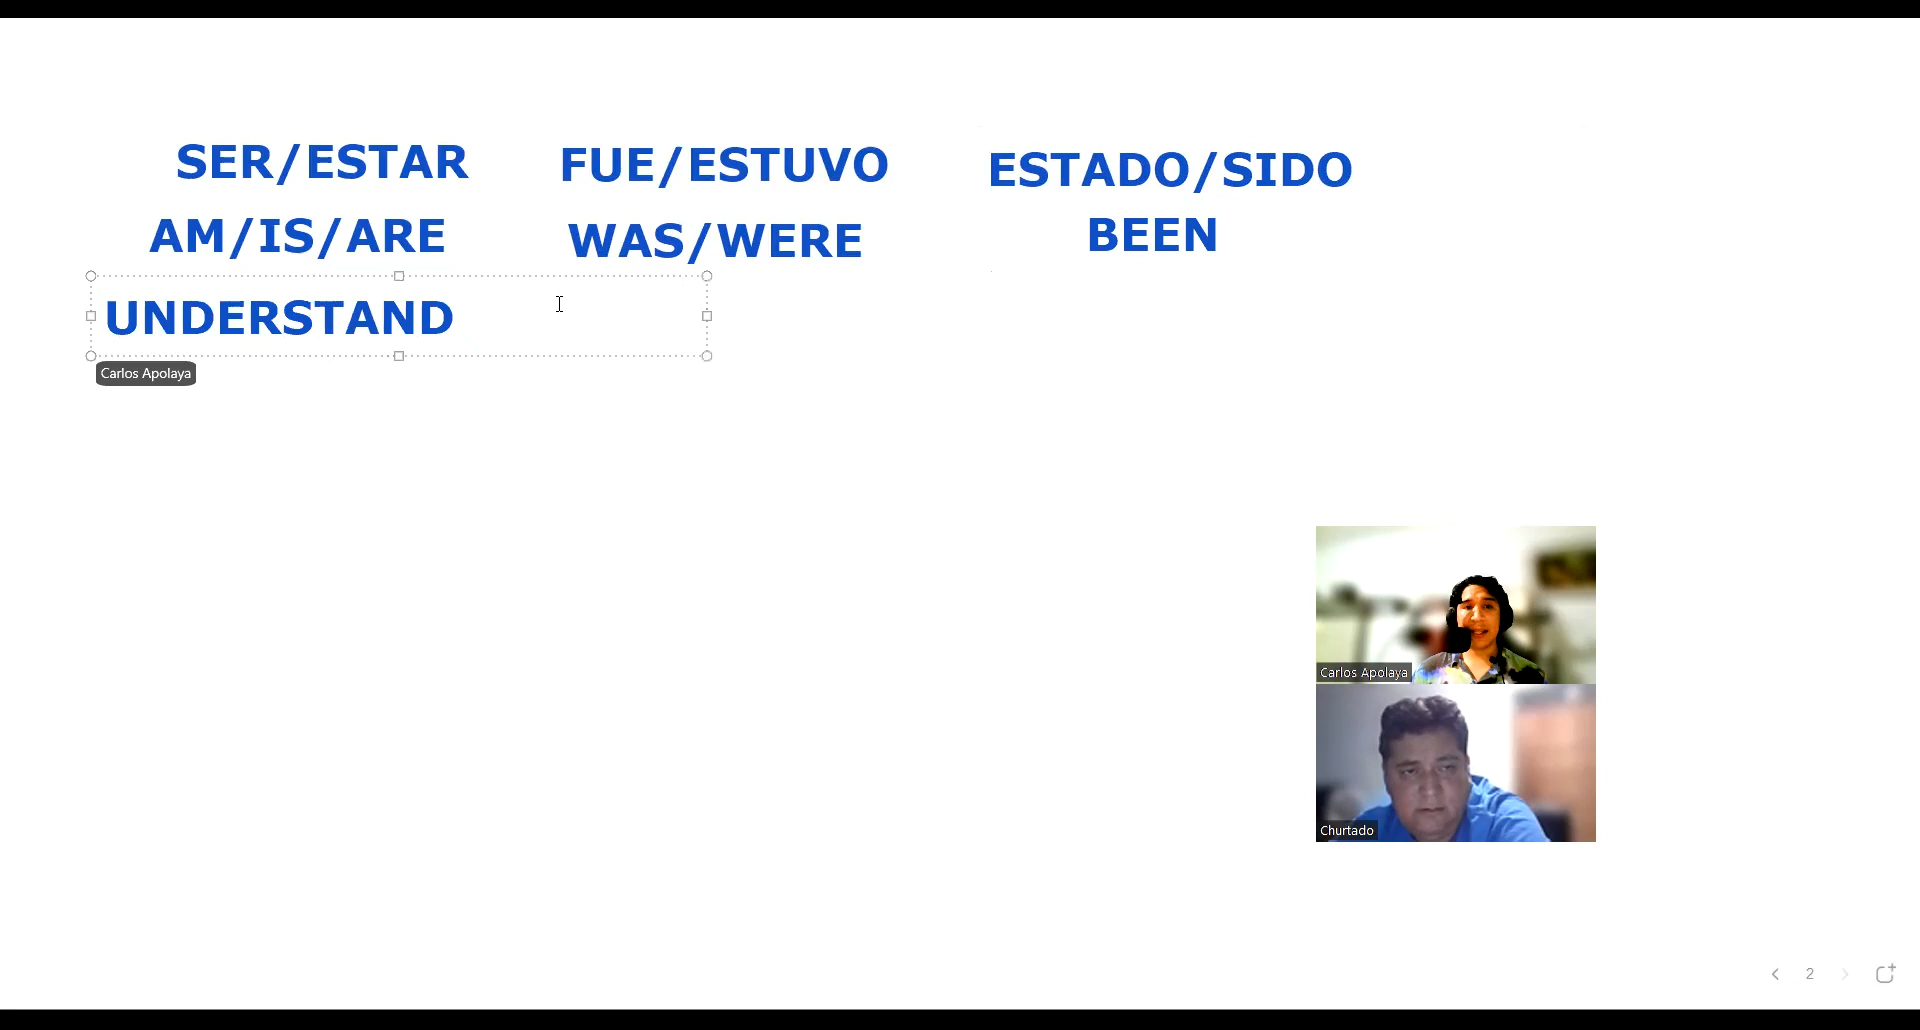 SER/ESTAR FUE/ESTUVO ESTADO/SIDO
AM/IS/ARE WAS/WERE BEEN
UNDERSTAND
Carlos Apolaya
Carlos Apolaya
Churtado
2